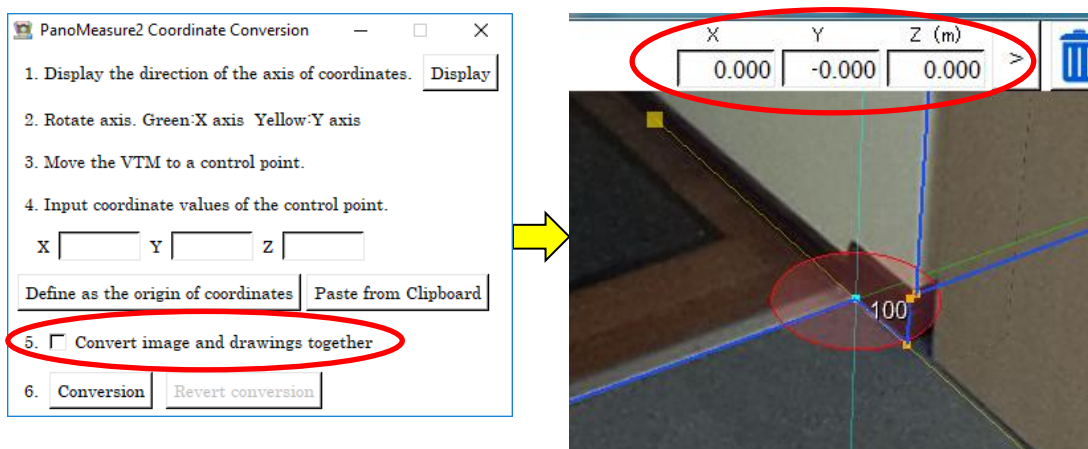 PanoMeasure2 Coordinate Conversion
1. Display the direction of the axis of coordinates. Display
2. Rotate axis. Green:X axis Yellow:Y axis
3. Move the VTM to a control point.
4. Input coordinate values of the control point.
X Y Z
Define as the origin of coordinates Paste from Clipboard
5. Convert image and drawings together
6. Conversion Revert conversion
X Y Z (m)
0.000 -0.000 0.000 >
100